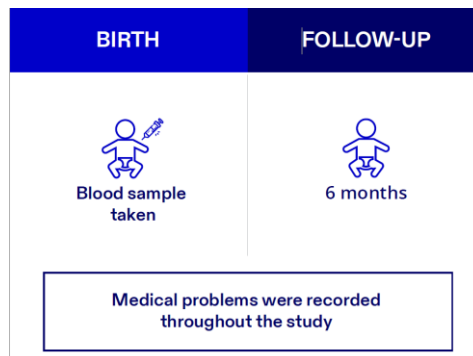 BIRTH
FOLLOW-UP
Blood sample
taken
6 months
Medical problems were recorded
throughout the study